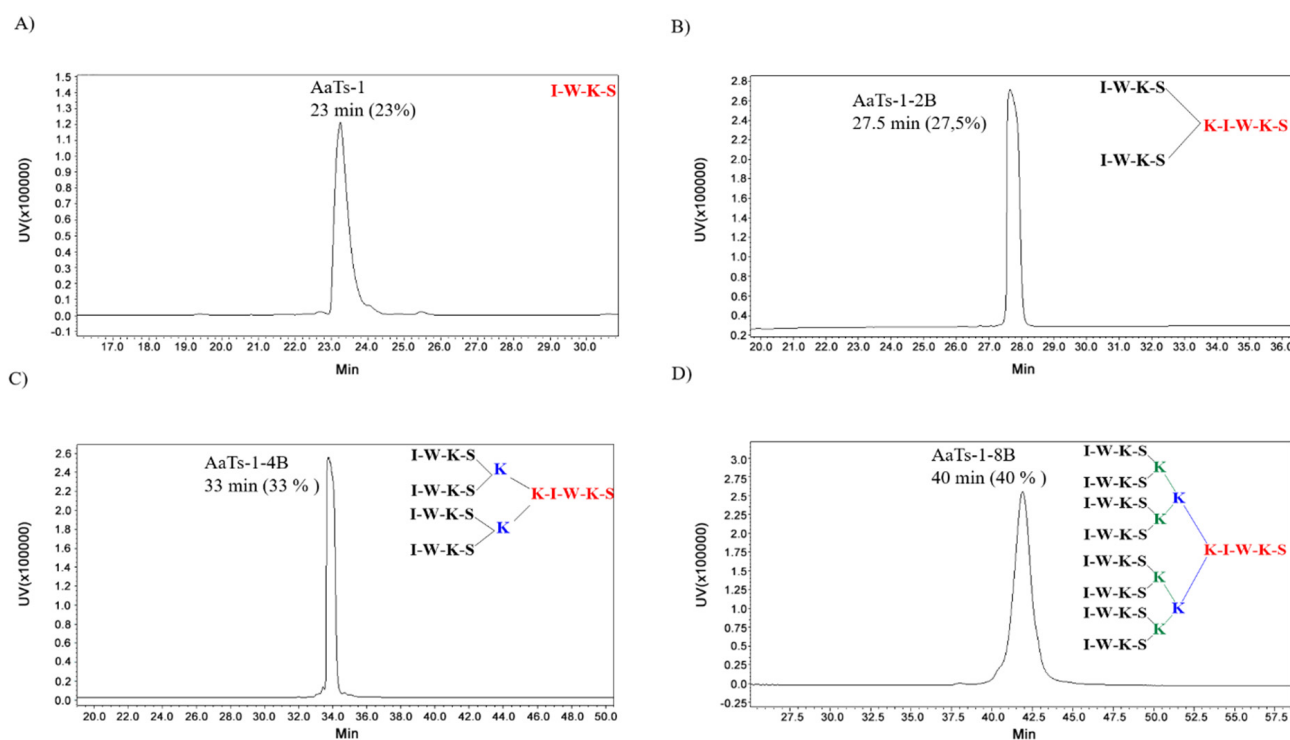 A)
AaTs-1
23 min (23%)
I-W-K-S
1.5
1.4
1.3
1.2
1.1
1.0
0.9
0.8
0.7
0.6
0.5
0.4
0.3
0.2
0.1
0.0
-0.1
UV(x100000)
17.0 18.0 19.0 20.0 21.0 22.0 23.0 24.0 25.0 26.0 27.0 28.0 29.0 30.0
Min
B)
AaTs-1-2B
27.5 min (27,5%)
I-W-K-S
K-I-W-K-S
I-W-K-S
2.8
2.6
2.4
2.2
2.0
1.8
1.6
1.4
1.2
1.0
0.8
0.6
0.4
0.2
UV(x100000)
20.0 21.0 22.0 23.0 24.0 25.0 26.0 27.0 28.0 29.0 30.0 31.0 32.0 33.0 34.0 35.0 36.0
Min
C)
AaTs-1-4B
33 min (33 % )
I-W-K-S
K
I-W-K-S
K-I-W-K-S
I-W-K-S
K
I-W-K-S
2.6
2.4
2.2
2.0
1.8
1.6
1.4
1.2
1.0
0.8
0.6
0.4
0.2
0.0
UV(x100000)
20.0 22.0 24.0 26.0 28.0 30.0 32.0 34.0 36.0 38.0 40.0 42.0 44.0 46.0 48.0 50.0
Min
D)
AaTs-1-8B
40 min (40 % )
I-W-K-S
K
I-W-K-S
K
I-W-K-S
K
I-W-K-S
K-I-W-K-S
I-W-K-S
K
I-W-K-S
K
I-W-K-S
K
I-W-K-S
3.0
2.75
2.5
2.25
2.0
1.75
1.5
1.25
1.0
0.75
0.5
0.25
0.0
-0.25
UV(x100000)
27.5 30.0 32.5 35.0 37.5 40.0 42.5 45.0 47.5 50.0 52.5 55.0 57.5
Min